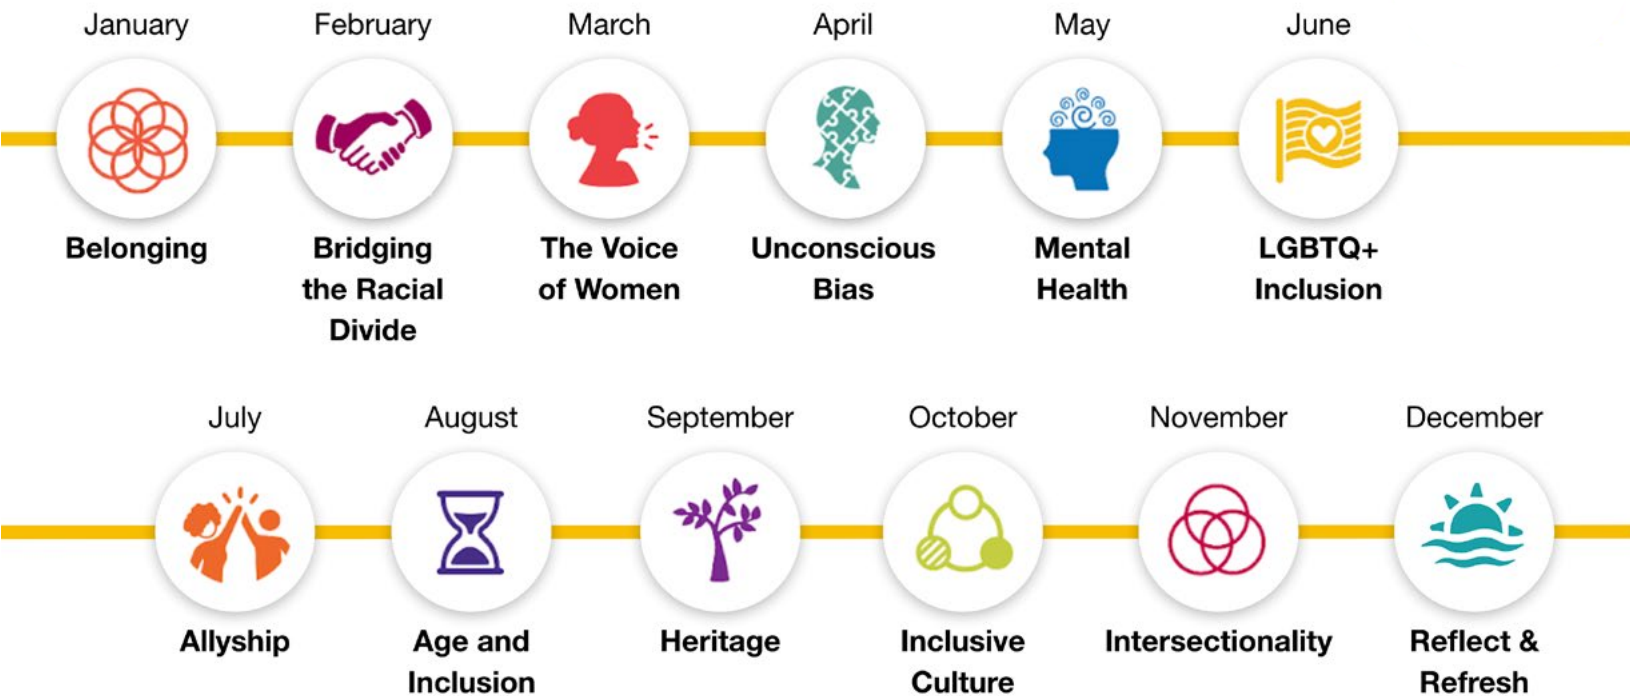 January February March April May June
Belonging Bridging The Voice Unconscious Mental LGBTQ+
the Racial of Women Bias Health Inclusion
Divide
July August September October November December
Allyship Age and Heritage Inclusive Intersectionality Reflect &
Inclusion Culture Refresh